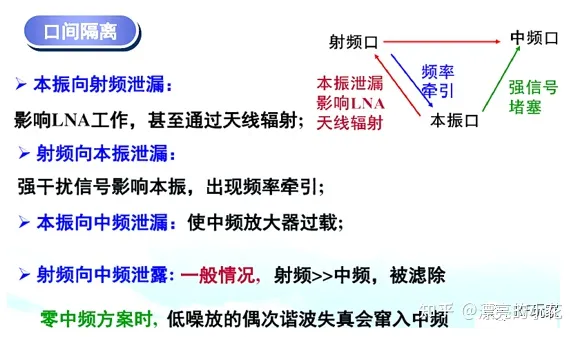 口间隔离
射频口
中频口
本振泄漏
影响LNA
天线辐射
频率
牵引
本振口
强信号
堵塞
➢ 本振向射频泄漏：
影响LNA工作，甚至通过天线辐射；
➢ 射频向本振泄漏：
强干扰信号影响本振，出现频率牵引；
➢ 本振向中频泄漏：使中频放大器过载；
➢ 射频向中频泄露：一般情况，射频>>中频，被滤除
零中频方案时，低噪放的偶次谐波失真会窜入中频
知乎 @漂亮的玩家